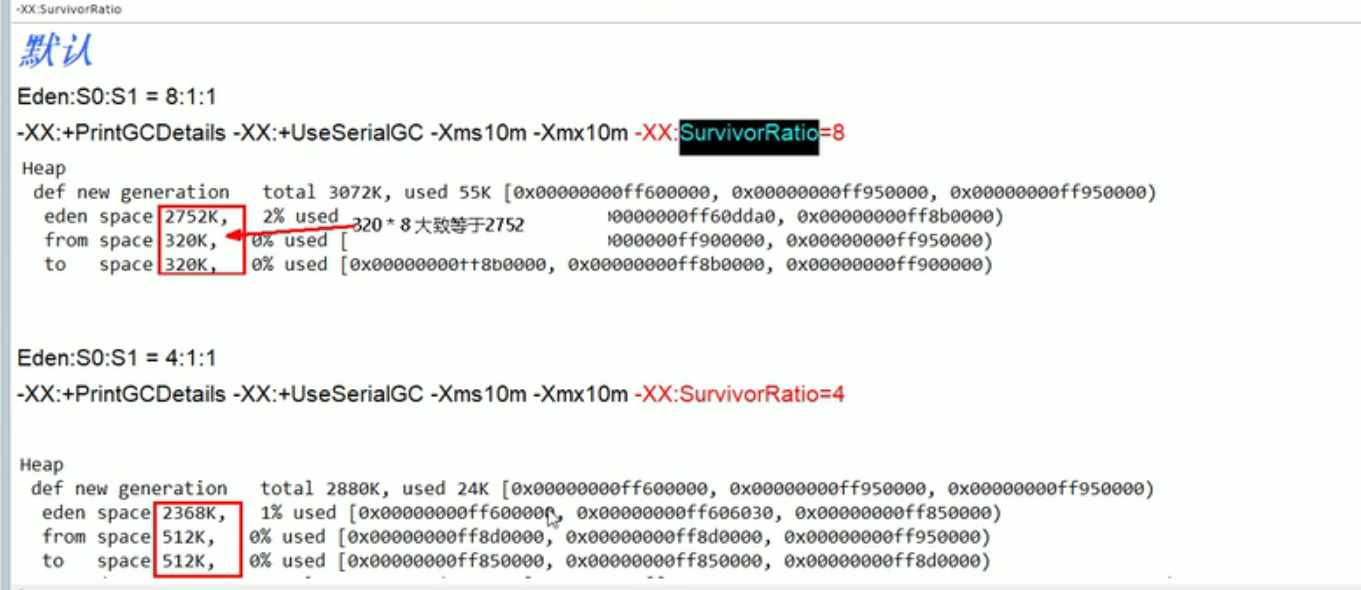 -XX:SurvivorRatio
默认
Eden:S0:S1 = 8:1:1
-XX:+PrintGCDetails -XX:+UseSerialGC -Xms10m -Xmx10m -XX:SurvivorRatio=8
Heap
def new generation total 3072K, used 55K [0x00000000ff600000, 0x00000000ff950000, 0x00000000ff950000)
eden space 2752K, 2% used 0000000ff60dda0, 0x00000000ff8b0000)
320 * 8 大致等于2752
from space 320K, 0% used [ 000000ff900000, 0x00000000ff950000)
to space 320K, 0% used [0x00000000ff8b0000, 0x00000000ff8b0000, 0x00000000ff900000)
Eden:S0:S1 = 4:1:1
-XX:+PrintGCDetails -XX:+UseSerialGC -Xms10m -Xmx10m -XX:SurvivorRatio=4
Heap
def new generation total 2880K, used 24K [0x00000000ff600000, 0x00000000ff950000, 0x00000000ff950000)
eden space 2368K, 1% used [0x00000000ff600000, 0x00000000ff606030, 0x00000000ff850000)
from space 512K, 0% used [0x00000000ff8d0000, 0x00000000ff8d0000, 0x00000000ff950000)
to space 512K, 0% used [0x00000000ff850000, 0x00000000ff850000, 0x00000000ff8d0000)